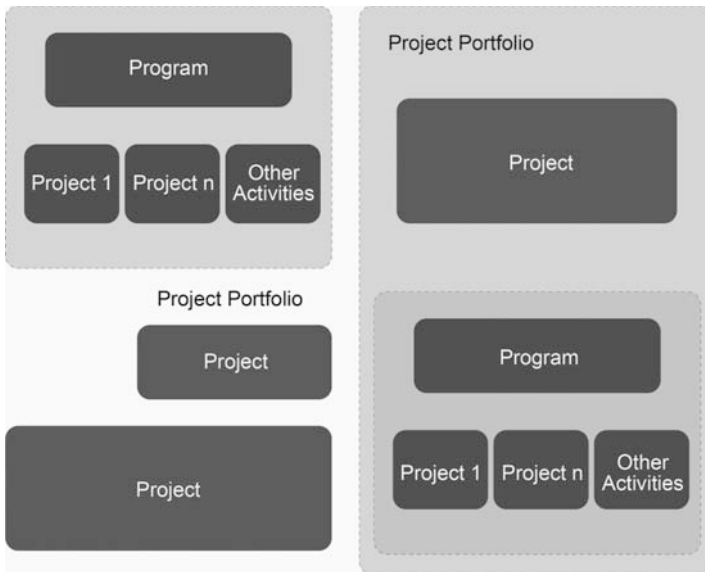 Program
Project 1
Project n
Other
Activities
Project Portfolio
Project
Project
Project Portfolio
Project
Program
Project 1
Project n
Other
Activities